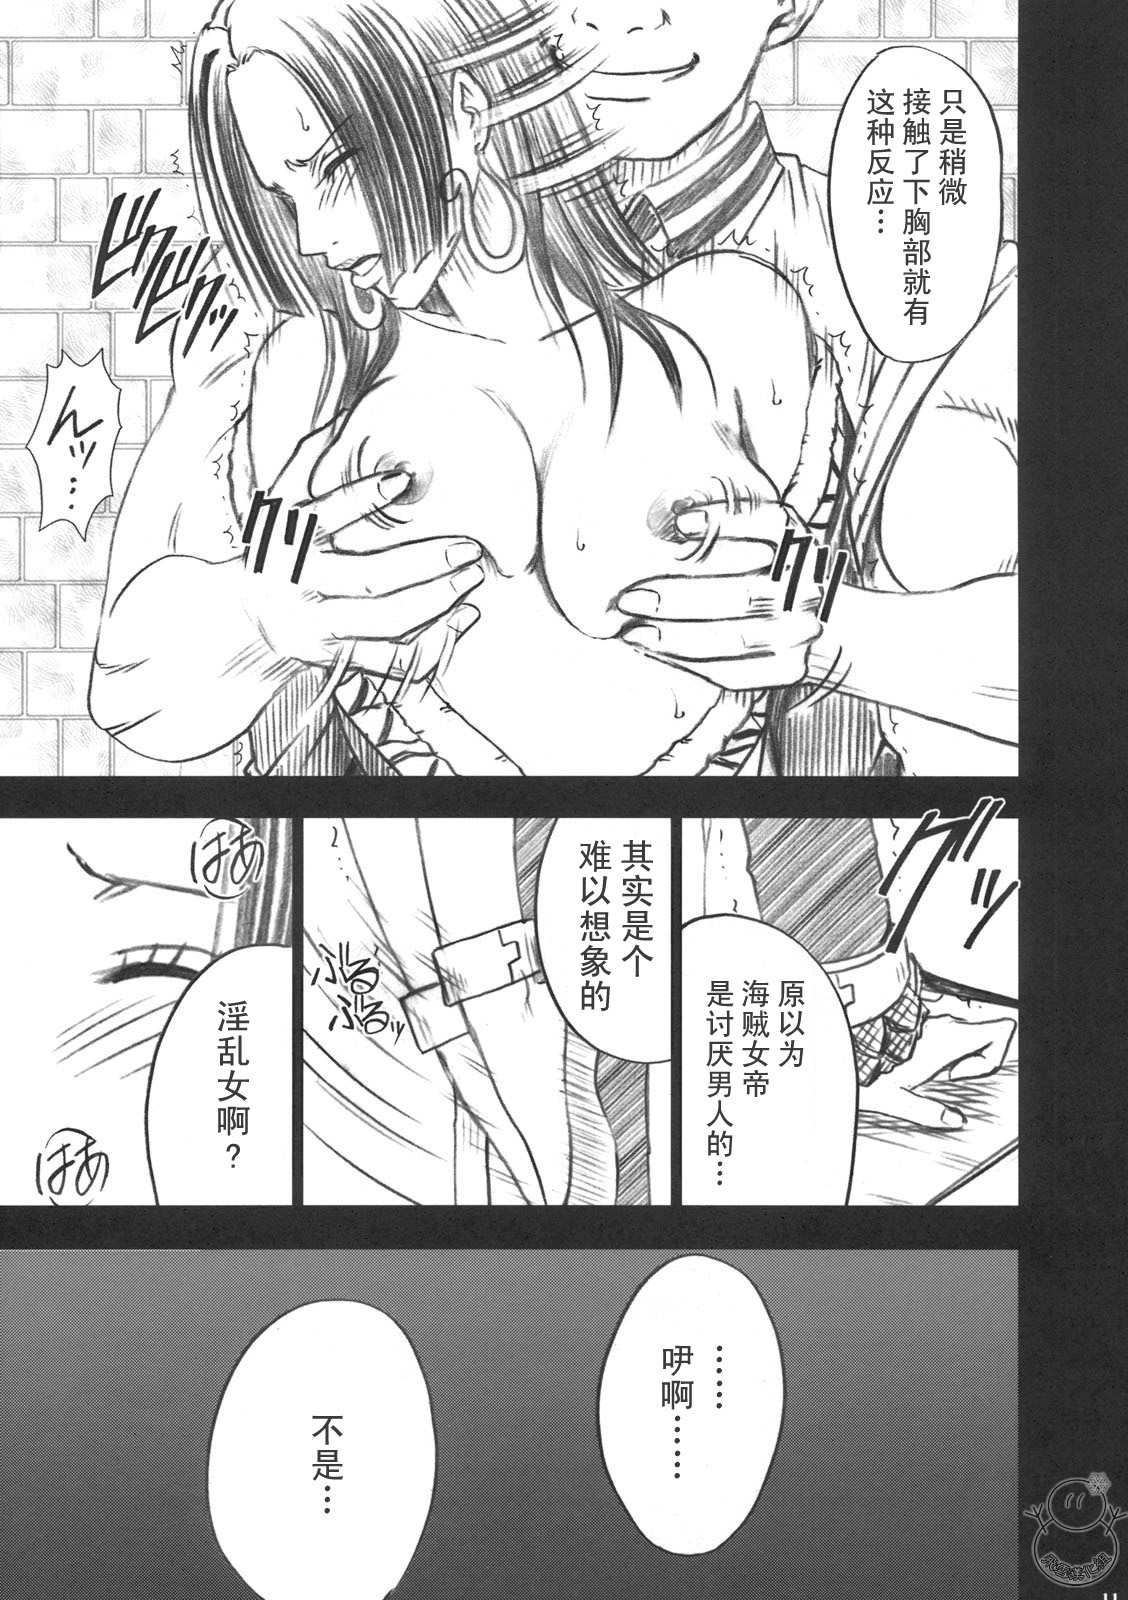 只是稍微
接触了下胸部就有
这种反应…
ビクビクッ
んッ…
クリ
クリ
グッ
原以为
海贼女帝
是讨厌男人的…
其实是个
难以想象的
ぶるぶるッ
はあ
淫乱女啊?
はあ
……
咿啊……
不是…
11